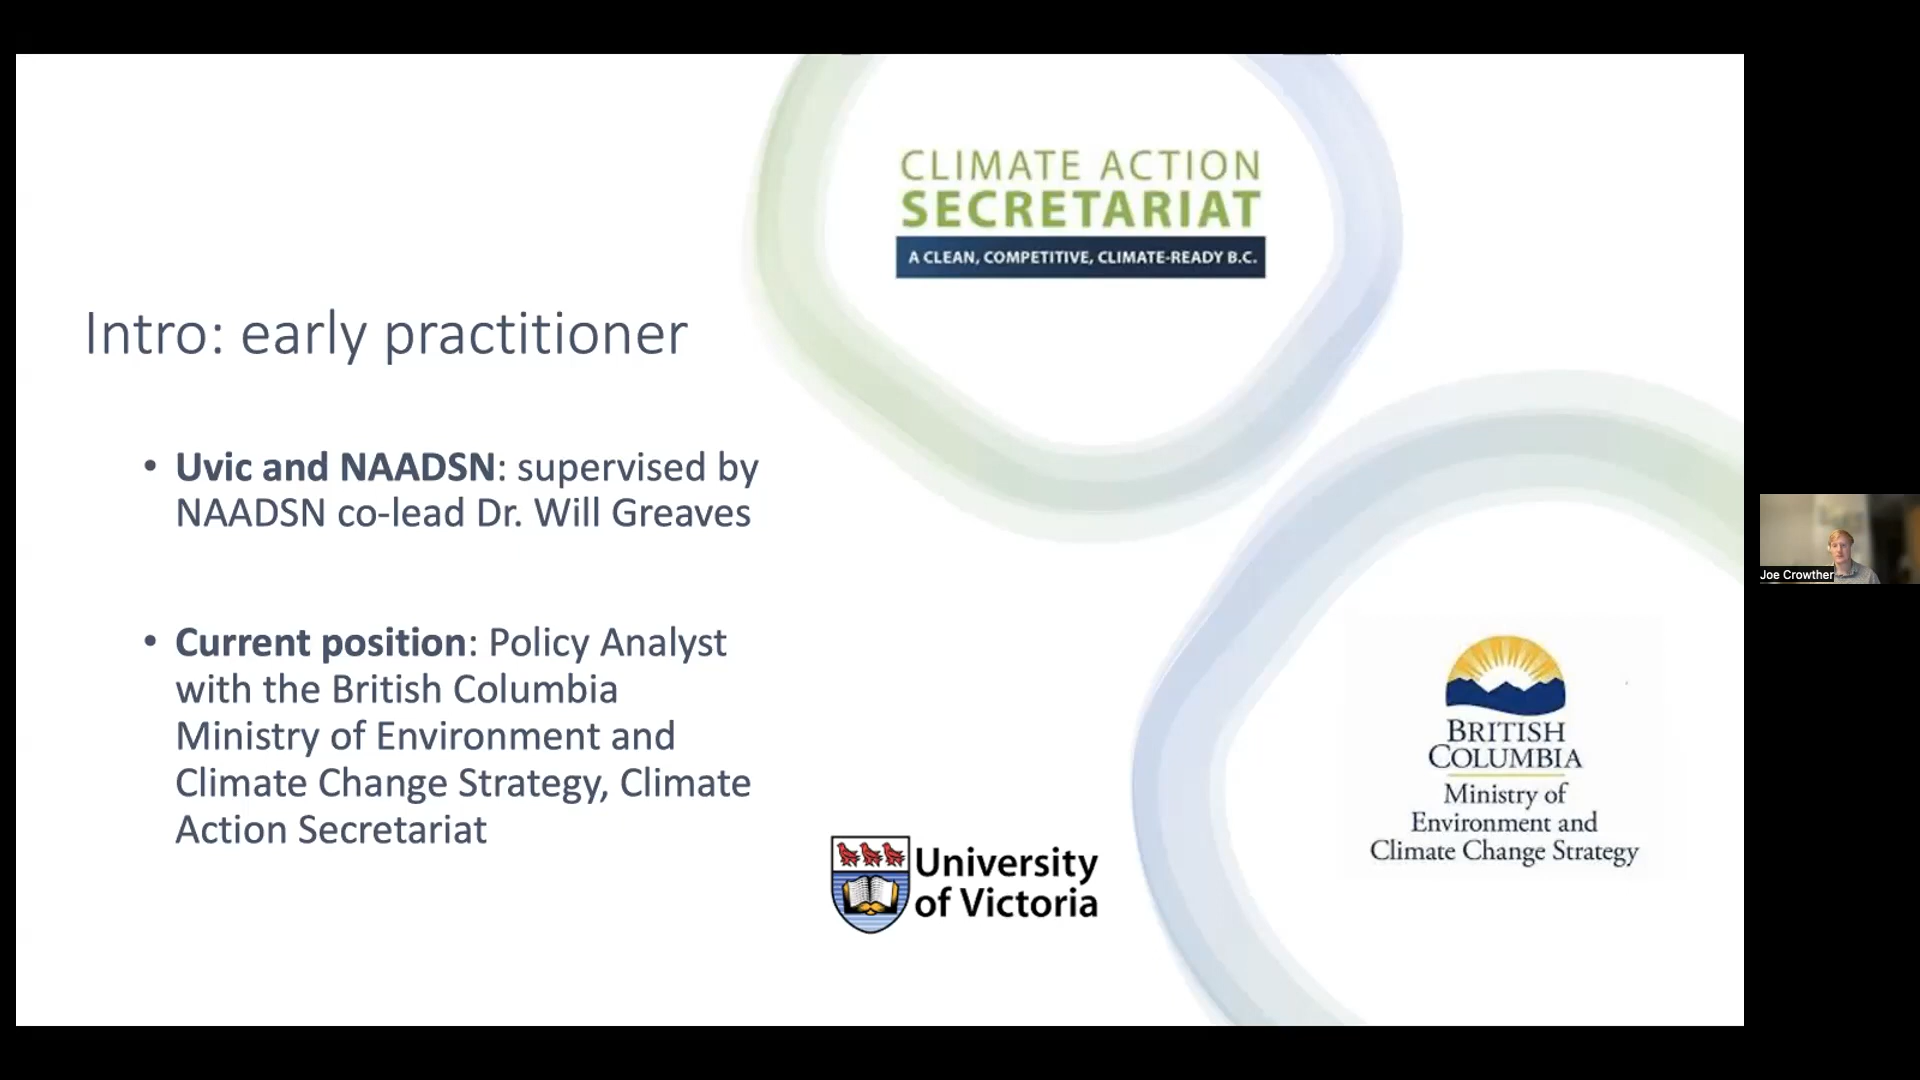 CLIMATE ACTION
SECRETARIAT
A CLEAN, COMPETITIVE, CLIMATE-READY B.C.
Intro: early practitioner
• Uvic and NAADSN: supervised by
NAADSN co-lead Dr. Will Greaves
• Current position: Policy Analyst
with the British Columbia
Ministry of Environment and
Climate Change Strategy, Climate
Action Secretariat
University
of Victoria
BRITISH
COLUMBIA
Ministry of
Environment and
Climate Change Strategy
Joe Crowther